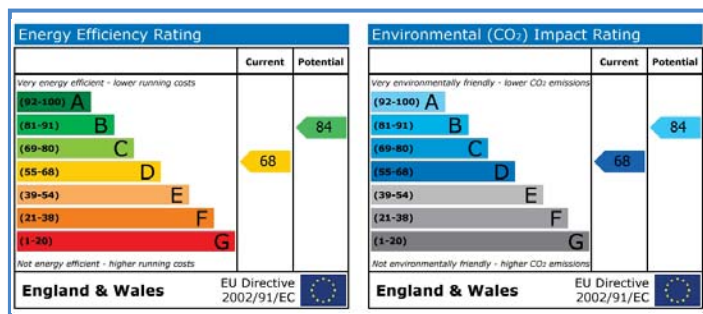 Energy Efficiency Rating
Current Potential
Very energy efficient - lower running costs
(92-100) A
(81-91) B
84
(69-80) C
(55-68) D
68
(39-54) E
(21-38) F
(1-20) G
Not energy efficient - higher running costs
England & Wales
EU Directive
2002/91/EC
Environmental (CO₂) Impact Rating
Current Potential
Very environmentally friendly - lower CO₂ emissions
(92-100) A
(81-91) B
84
(69-80) C
(55-68) D
68
(39-54) E
(21-38) F
(1-20) G
Not environmentally friendly - higher CO₂ emissions
England & Wales
EU Directive
2002/91/EC